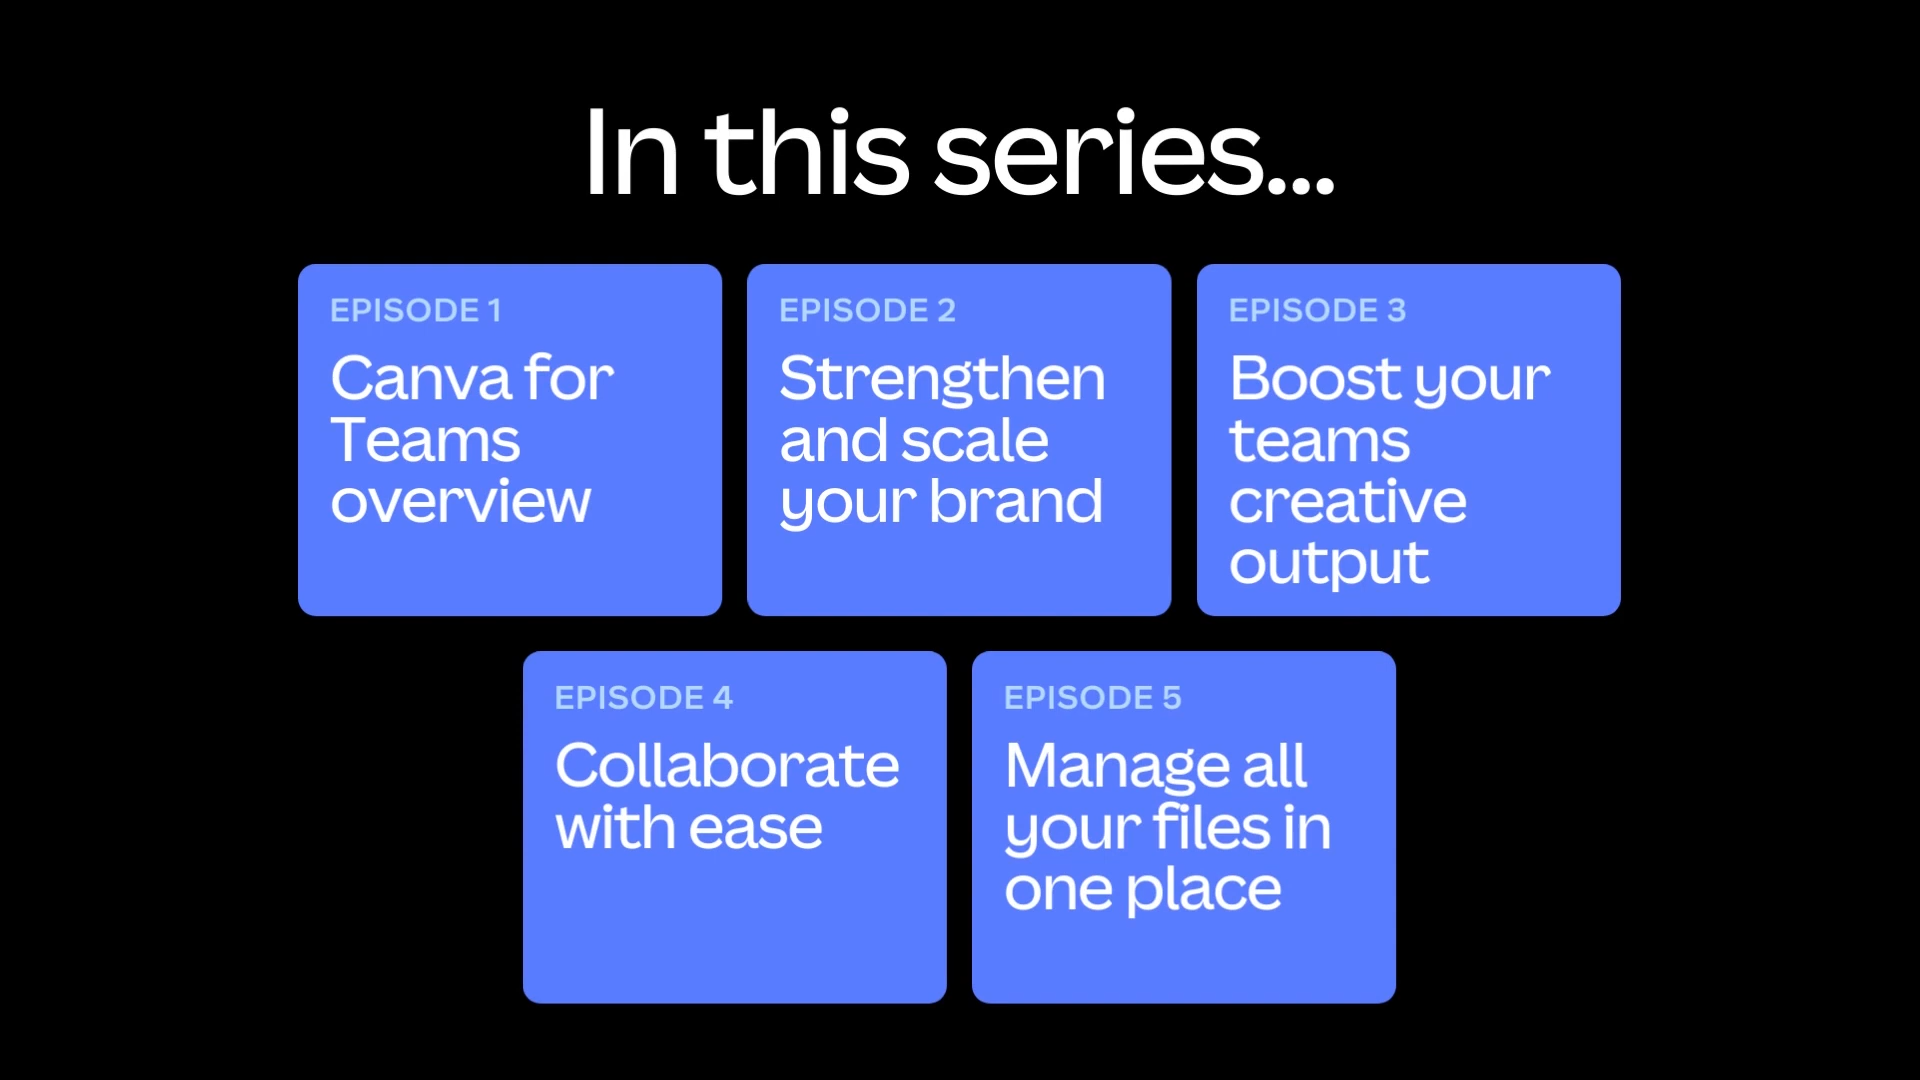 In this series...
EPISODE 1
Canva for
Teams
overview
EPISODE 2
Strengthen
and scale
your brand
EPISODE 3
Boost your
teams
creative
output
EPISODE 4
Collaborate
with ease
EPISODE 5
Manage all
your files in
one place